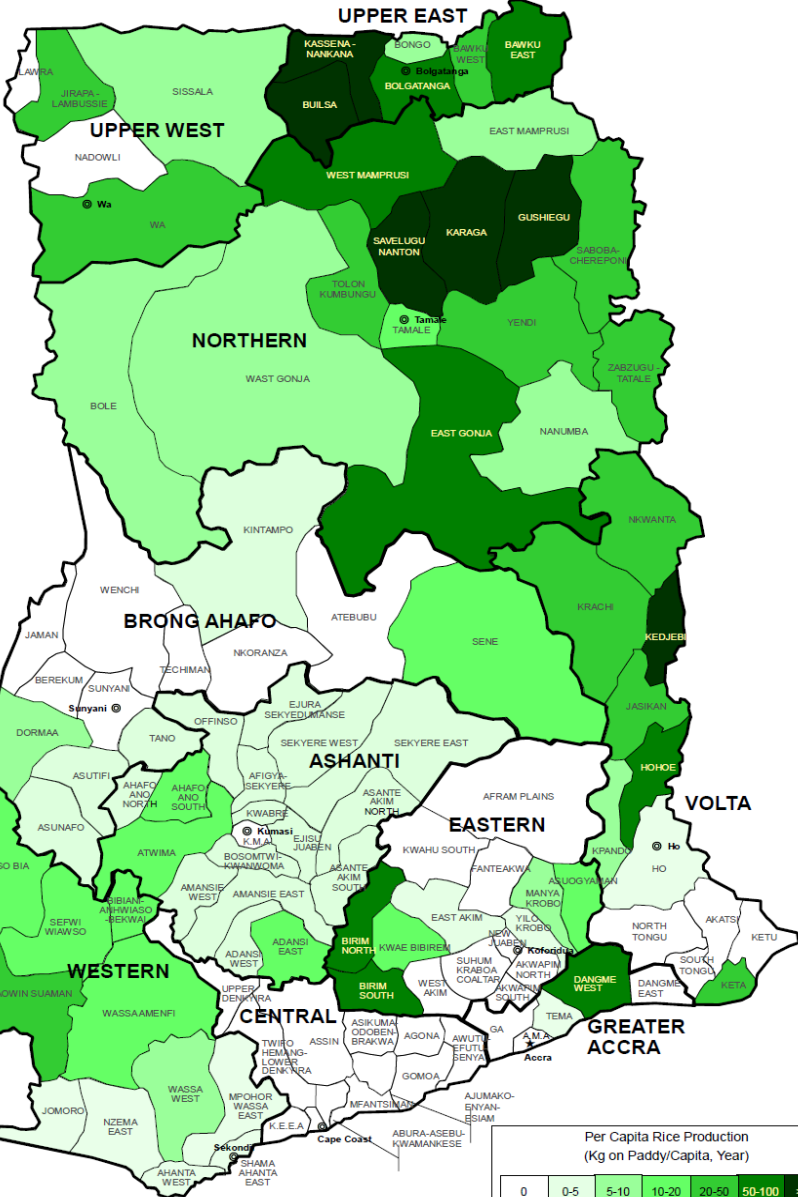 UPPER EAST
KASSENA -
NANKANA
BONGO
BAWKU
WEST
BAWKU
EAST
Bolgatanga
BOLGATANGA
LAWRA
JIRAPA -
LAMBUSSIE
SISSALA
BUILSA
UPPER WEST
EAST MAMPRUSI
NADOWLI
WEST MAMPRUSI
Wa
WA
SAVELUGU
NANTON
KARAGA
GUSHIEGU
SABOBA-
CHEREPONI
TOLON
KUMBUNGU
Tamale
TAMALE
YENDI
NORTHERN
WAST GONJA
ZABZUGU -
TATALE
BOLE
EAST GONJA
NANUMBA
KINTAMPO
NKWANTA
WENCHI
ATEBUBU
KRACHI
BRONG AHAFO
JAMAN
NKORANZA
SENE
KEDJEBI
TECHIMAN
BEREKUM
SUNYANI
Sunyani
JASIKAN
EJURA
SEKYEDUMANSE
OFFINSO
DORMAA
TANO
SEKYERE WEST
SEKYERE EAST
ASHANTI
HOHOE
ASUTIFI
AHAFO
ANO
NORTH
AHAFO
ANO
SOUTH
AFIGYA-
SEKYERE
ASANTE
AKIM
NORTH
AFRAM PLAINS
VOLTA
KWABRE
ASUNAFO
Kumasi
K.M.A.
EJISU
JUABEN
EASTERN
KWAHU SOUTH
KPANDO
Ho
HO
ATWIMA
BOSOMTWI-
KWANWOMA
ASANTE
AKIM
SOUTH
FANTEAKWA
ASUOGYAMAN
SO BIA
AMANSIE
WEST
AMANSIE EAST
MANYA
KROBO
BIBIANI-
ANHWIASO
-BEKWAI
SEFWI
WIAWSO
EAST AKIM
YILO
KROBO
NORTH
TONGU
AKATSI
KETU
ADANSI
WEST
ADANSI
EAST
BIRIM
NORTH
KWAE BIBIREM
NEW
JUABEN
Koforidua
WESTERN
SUHUM
KRABOA
COALTAR
AKWAPIM
NORTH
SOUTH
TONGU
AOWIN SUAMAN
UPPER
DENKYIRA
BIRIM
SOUTH
WEST
AKIM
AKWAPIM
SOUTH
DANGME
WEST
DANGME
EAST
KETA
WASSA AMENFI
CENTRAL
TEMA
GREATER
ACCRA
ASIKUMA-
ODOBEN-
BRAKWA
AGONA
AWUTU-
EFUTU-
SENYA
GA
A.M.A
Accra
TWIFO
HEMANG-
LOWER
DENKYIRA
ASSIN
GOMOA
WASSA
WEST
MPOHOR
WASSA
EAST
MFANTSIMAN
AJUMAKO-
ENYAN-
ESIAM
JOMORO
NZEMA
EAST
K.E.E.A
Cape Coast
ABURA-ASEBU-
KWAMANKESE
Sekondi
SHAMA
AHANTA
EAST
AHANTA
WEST
Per Capita Rice Production
(Kg on Paddy/Capita, Year)
0 0-5 5-10 10-20 20-50 50-100